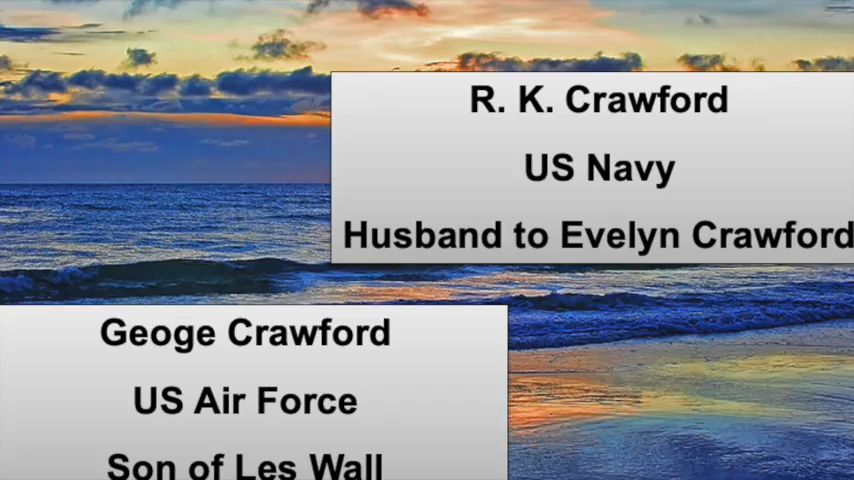 R. K. Crawford
US Navy
Husband to Evelyn Crawford
Geoge Crawford
US Air Force
Son of Les Wall